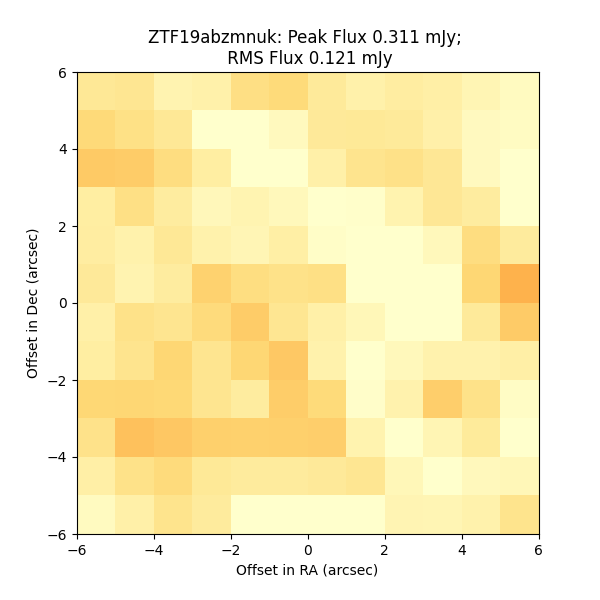 ZTF19abzmnuk: Peak Flux 0.311 mJy;
RMS Flux 0.121 mJy
6
4
2
0
−2
−4
−6
Offset in Dec (arcsec)
−6 −4 −2 0 2 4 6
Offset in RA (arcsec)